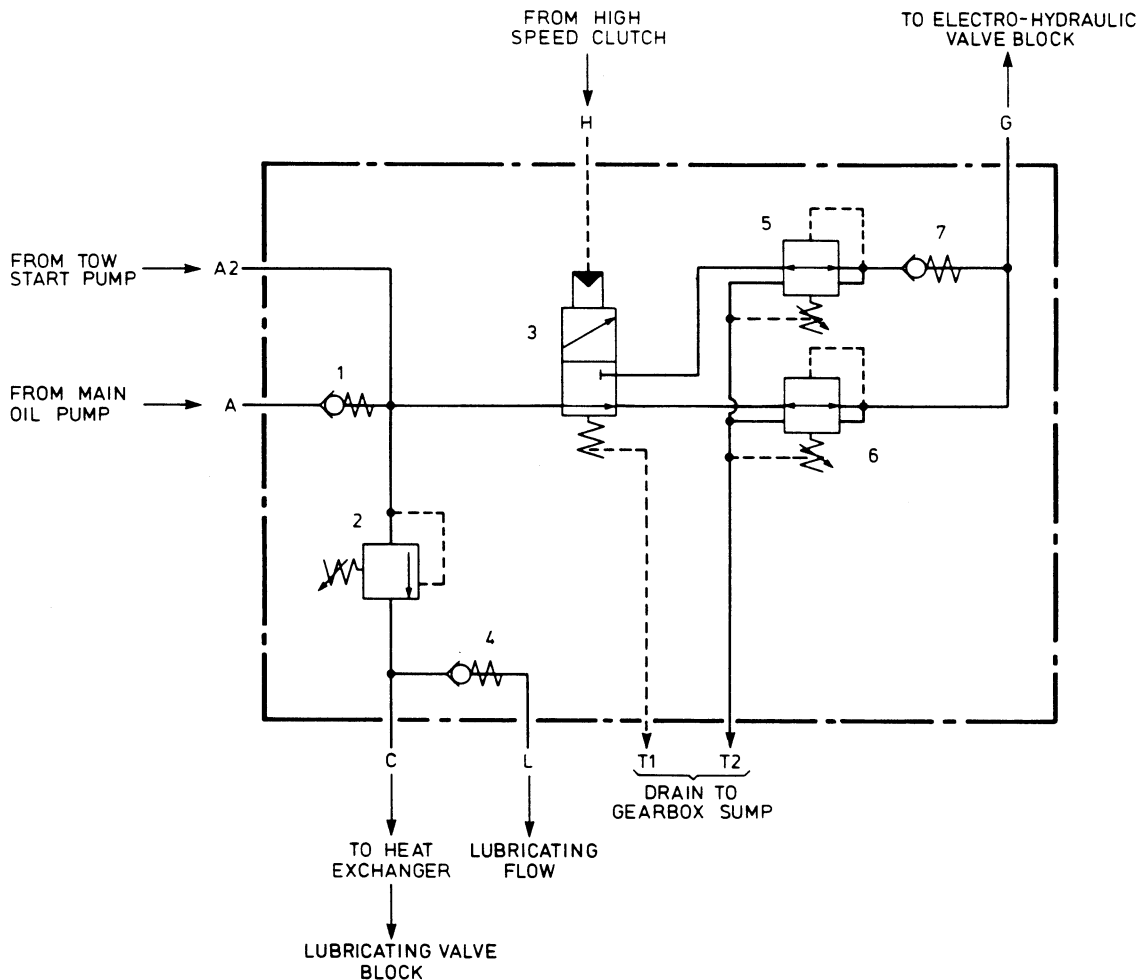 FROM HIGH
SPEED CLUTCH
TO ELECTRO-HYDRAULIC
VALVE BLOCK
H
G
5
7
FROM TOW
START PUMP
A2
3
1
FROM MAIN
OIL PUMP
A
6
2
4
C
L
T1
T2
DRAIN TO
GEARBOX SUMP
TO HEAT
EXCHANGER
LUBRICATING
FLOW
LUBRICATING VALVE
BLOCK